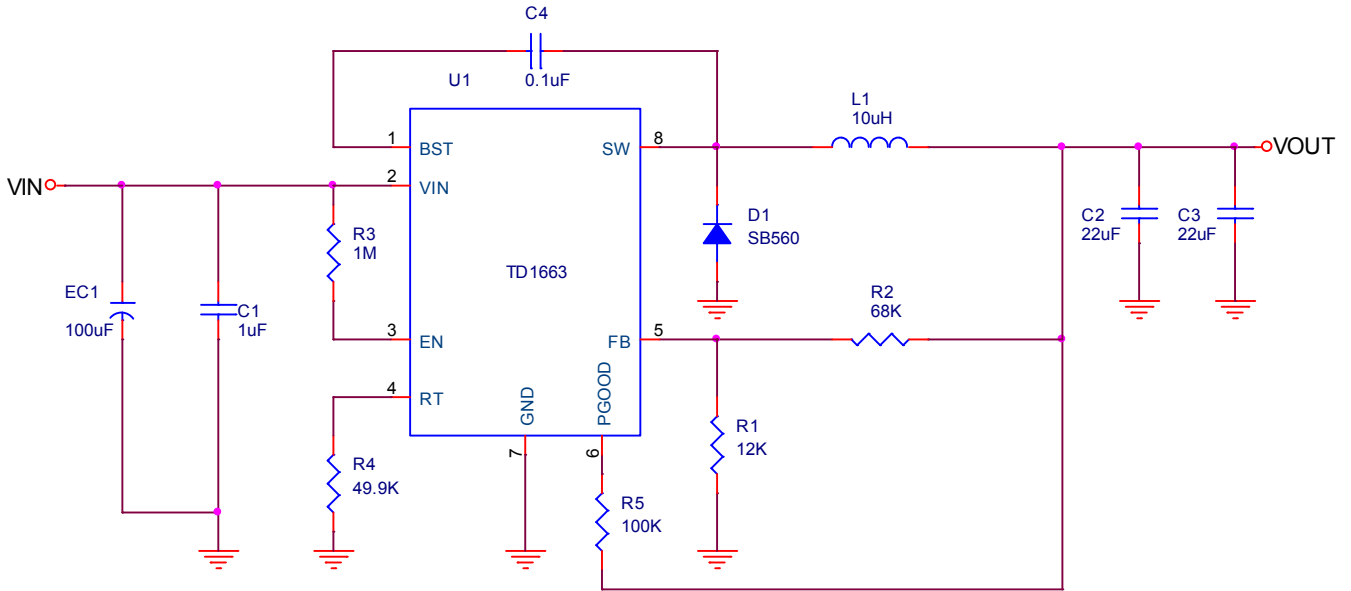 C4
0.1uF
U1
L1
10uH
1
BST
SW
8
VOUT
VIN
2
VIN
R3
1M
D1
SB560
C2
22uF
C3
22uF
TD1663
EC1
100uF
C1
1uF
R2
68K
3
EN
FB
5
4
RT
GND
PGOOD
7
6
R1
12K
R4
49.9K
R5
100K